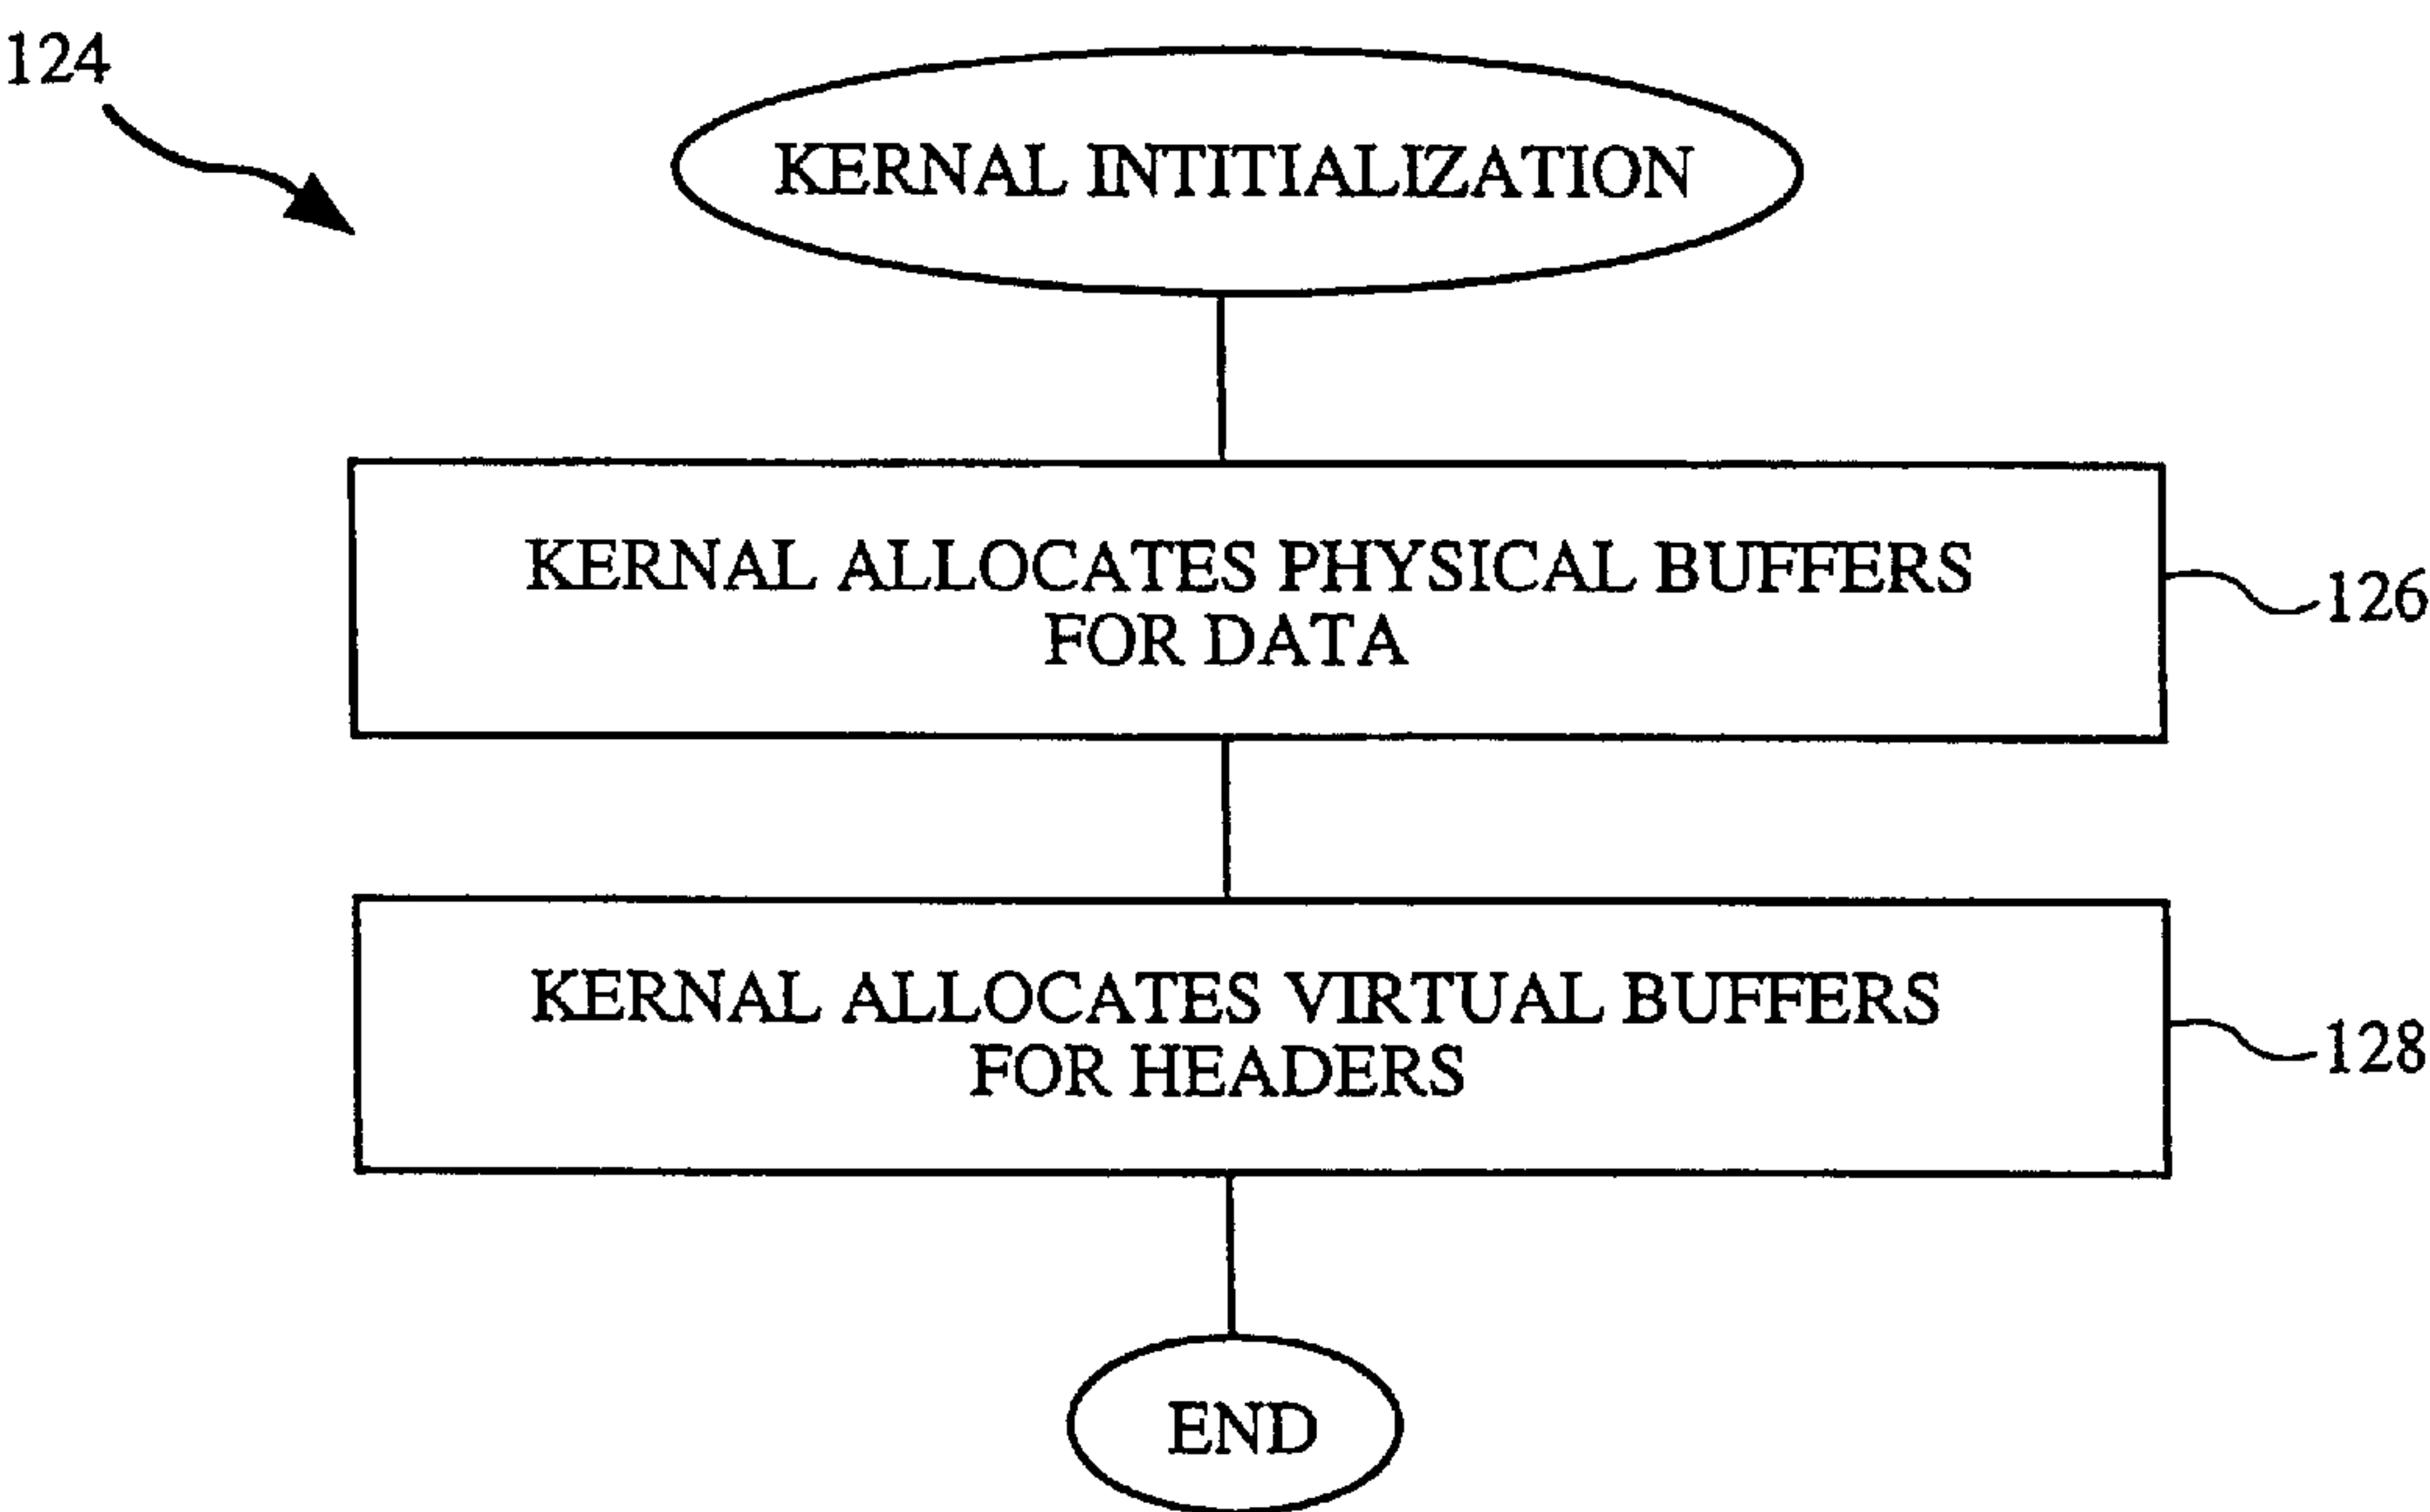 124
KERNAL INTITIALIZATION
KERNAL ALLOCATES PHYSICAL BUFFERS
FOR DATA
126
KERNAL ALLOCATES VIRTUAL BUFFERS
FOR HEADERS
128
END